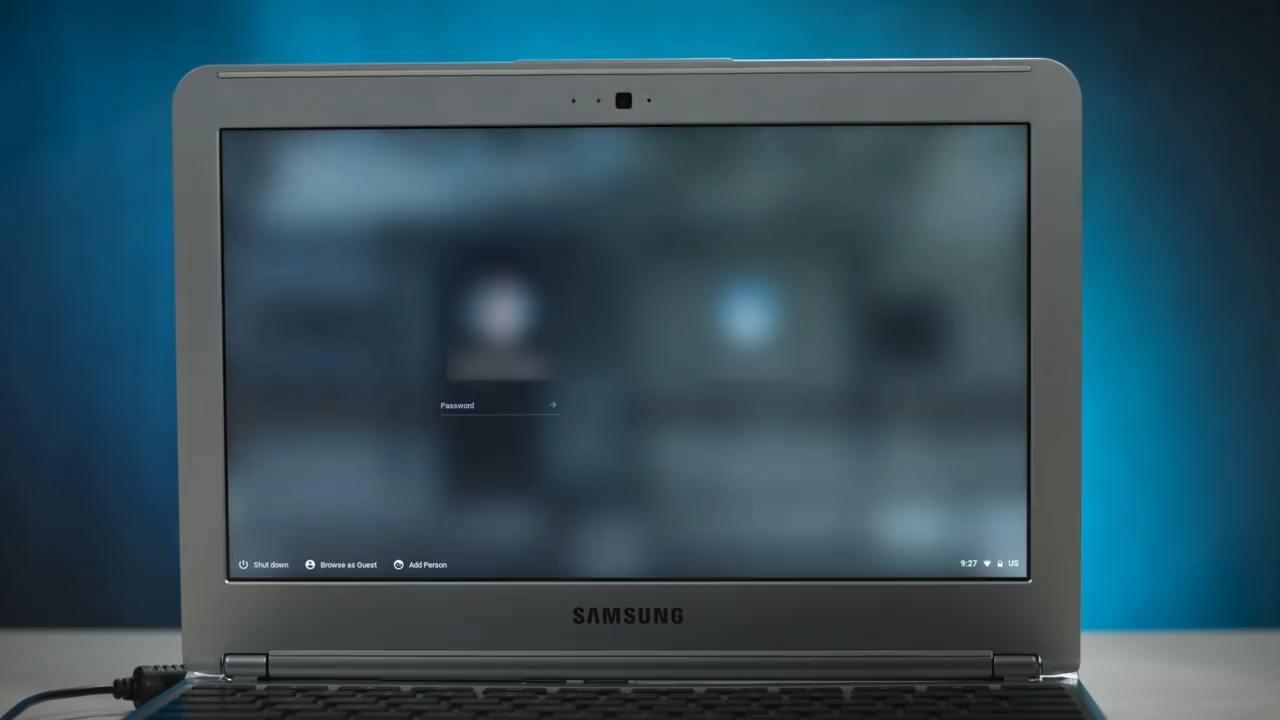 Password
Shut down
Browse as Guest
Add Person
9:27
US
SAMSUNG